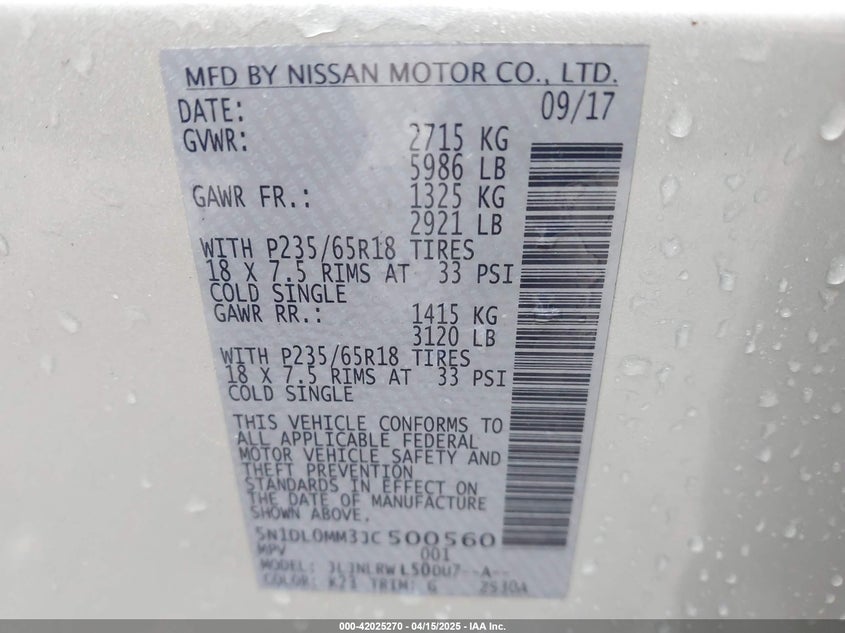 MFD BY NISSAN MOTOR CO., LTD.
DATE: 09/17
GVWR: 2715 KG
5986 LB
GAWR FR.: 1325 KG
2921 LB
WITH P235/65R18 TIRES
18 X 7.5 RIMS AT 33 PSI
COLD SINGLE
GAWR RR.: 1415 KG
3120 LB
WITH P235/65R18 TIRES
18 X 7.5 RIMS AT 33 PSI
COLD SINGLE
THIS VEHICLE CONFORMS TO
ALL APPLICABLE FEDERAL
MOTOR VEHICLE SAFETY AND
THEFT PREVENTION
STANDARDS IN EFFECT ON
THE DATE OF MANUFACTURE
SHOWN ABOVE.
5N1DL0MM3JC500560
MPV 001
MODEL:
COLOR: K23 TRIM: G
000-42025270 - 04/15/2025 - IAA Inc.